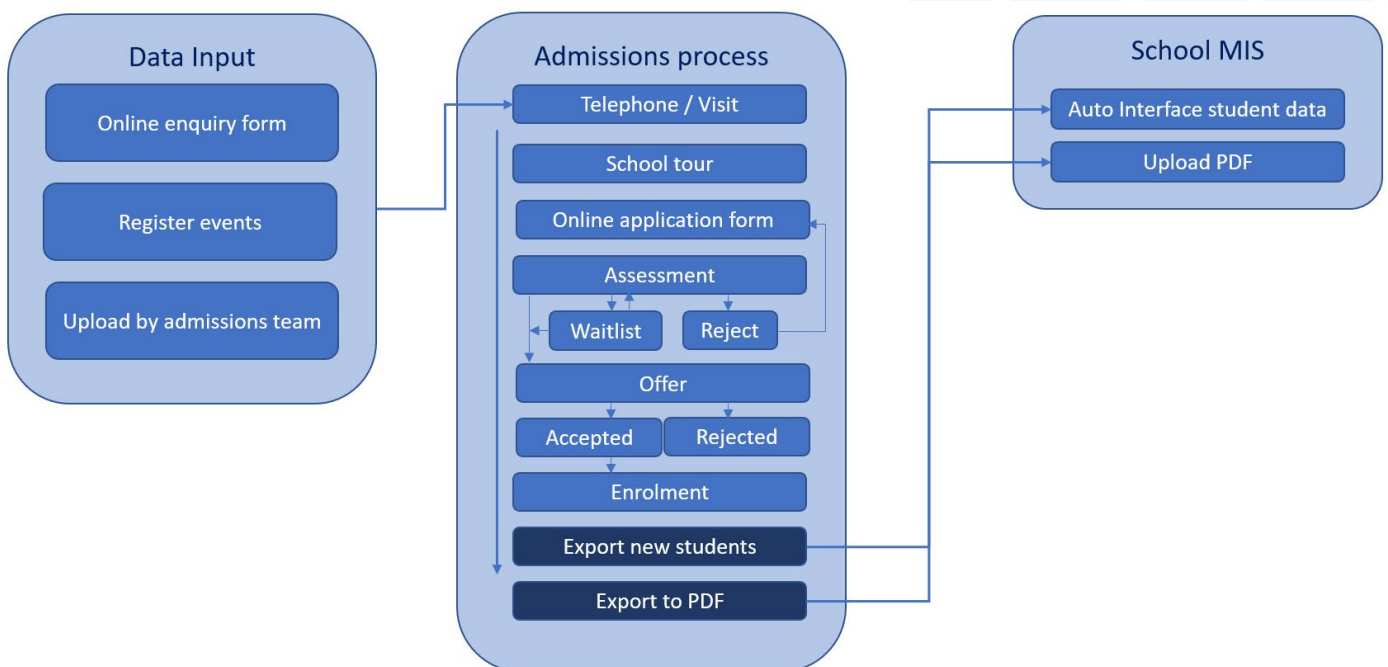 Data Input
Online enquiry form
Register events
Upload by admissions team
Admissions process
Telephone / Visit
School tour
Online application form
Assessment
Waitlist
Reject
Offer
Accepted
Rejected
Enrolment
Export new students
Export to PDF
School MIS
Auto Interface student data
Upload PDF